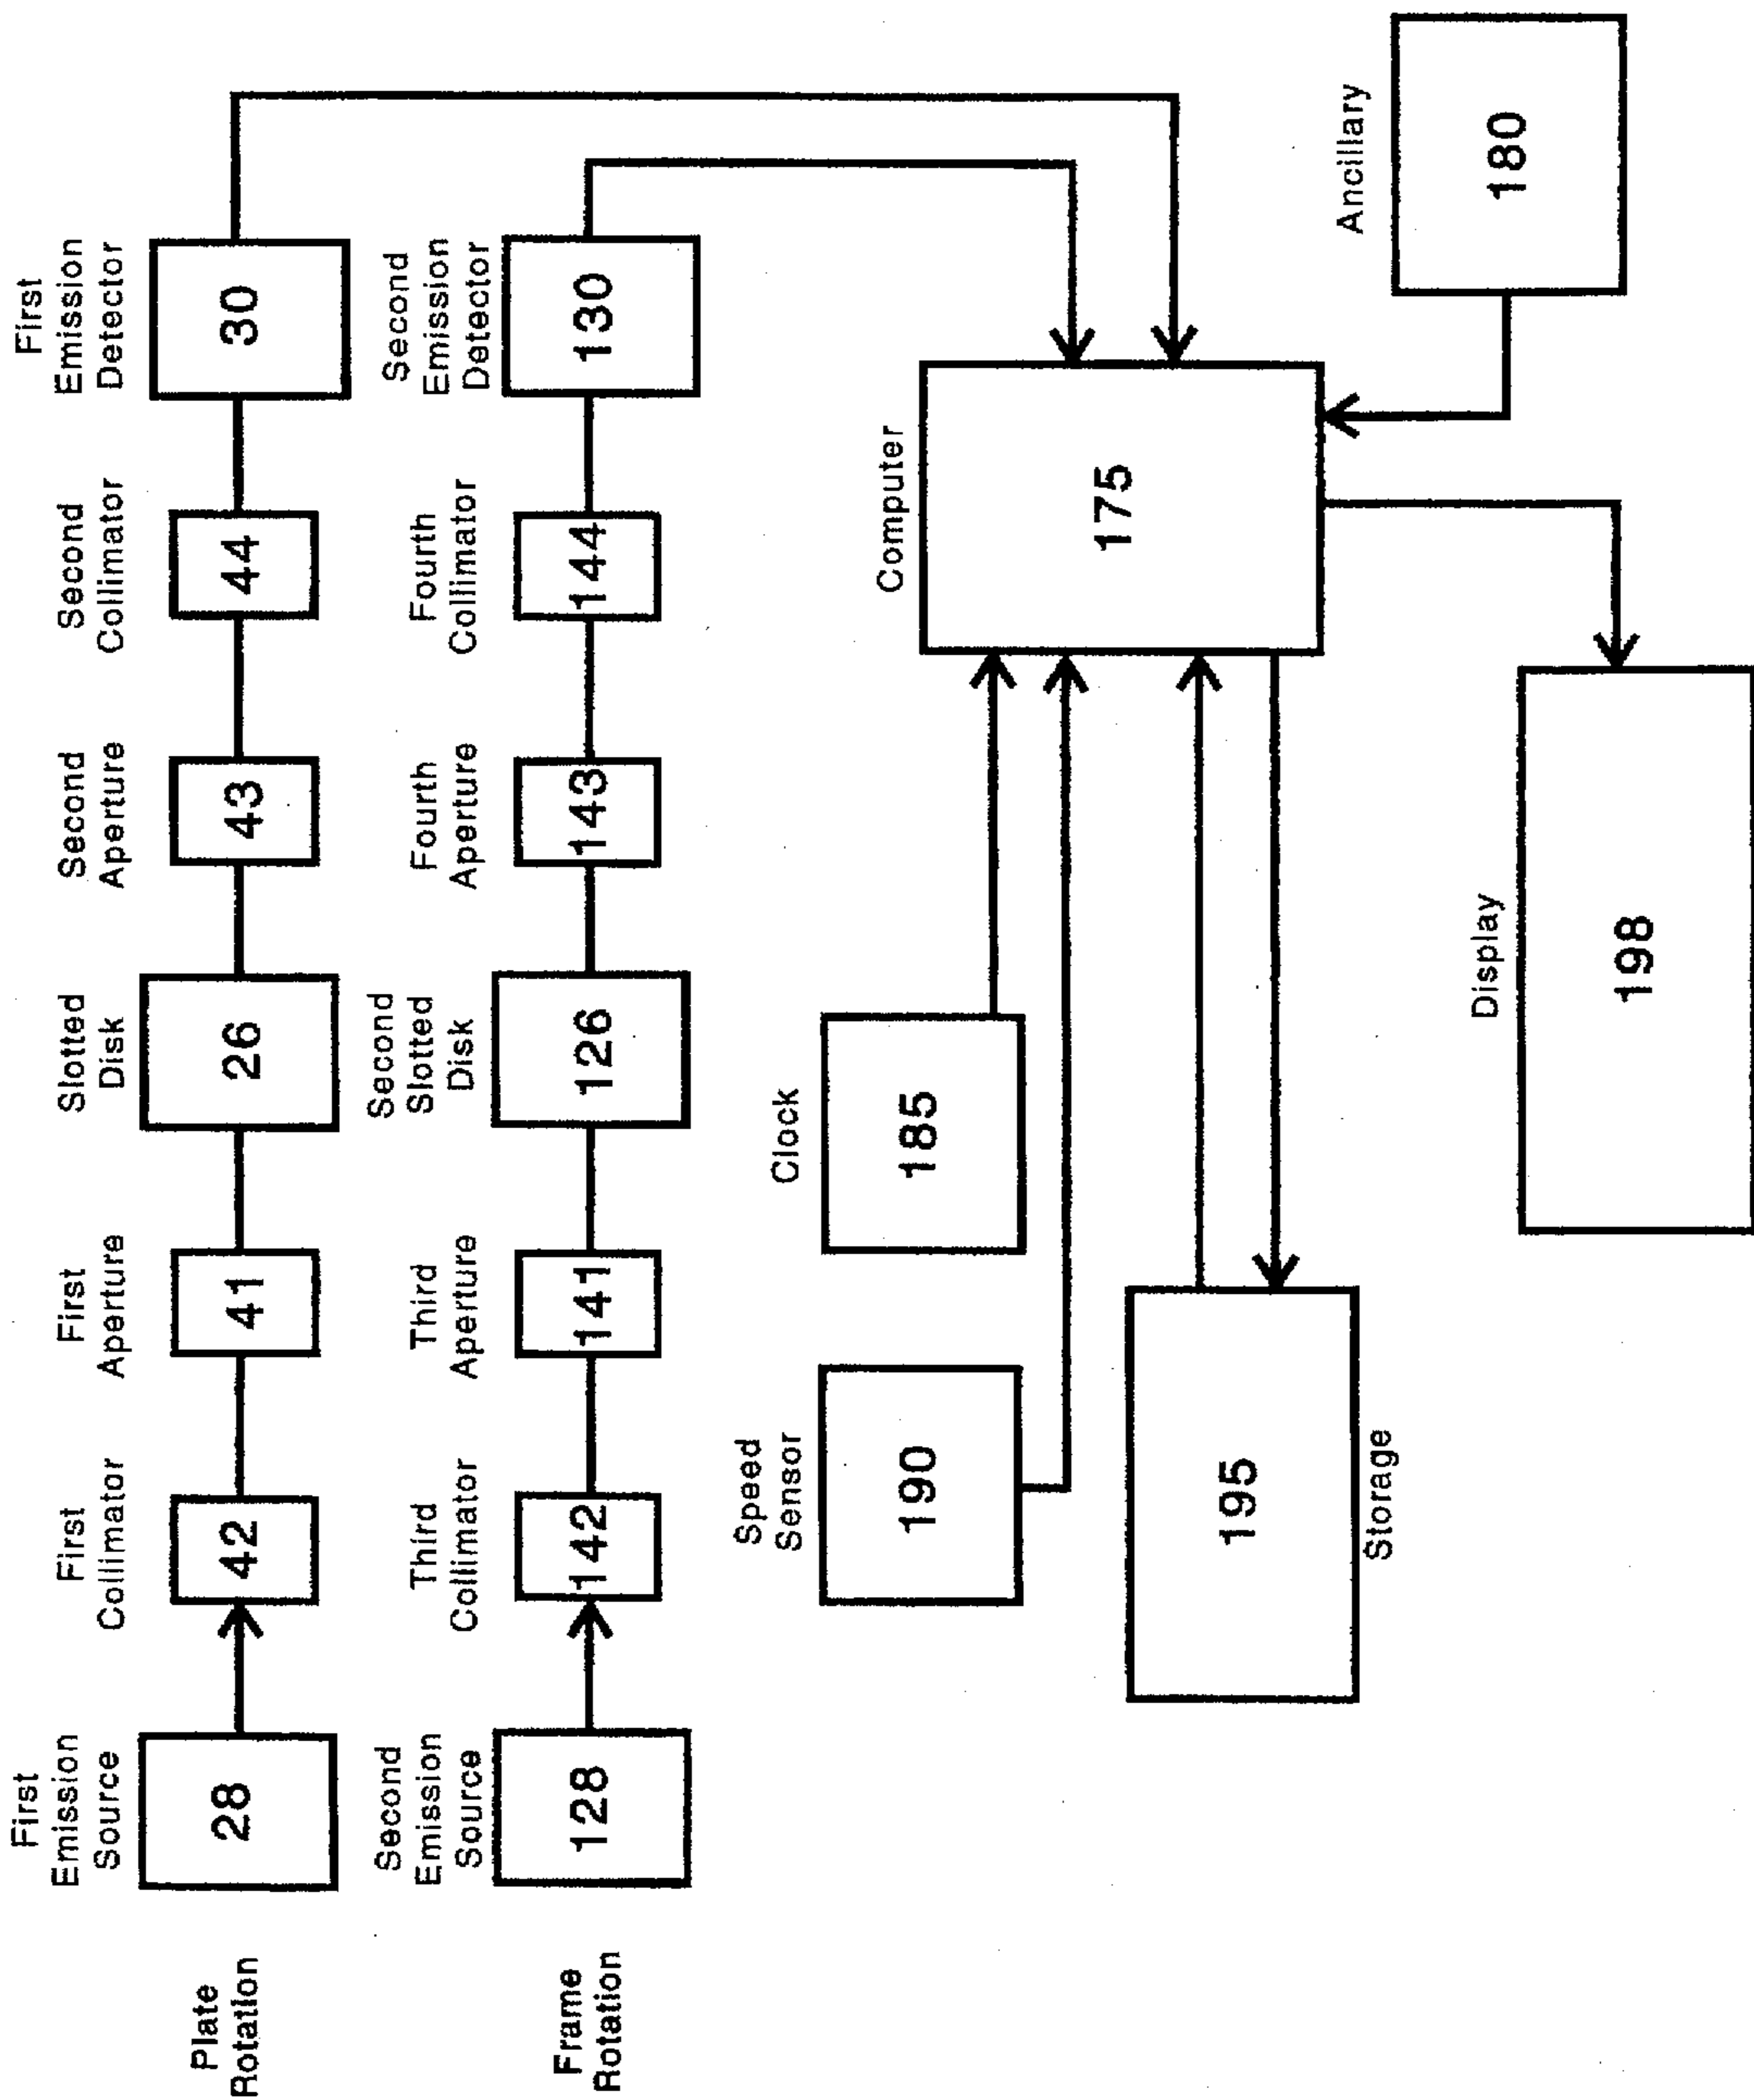 Plate
Rotation
First
Emission
Source
28
First
Collimator
42
First
Aperture
41
Slotted
Disk
26
Second
Aperture
43
Second
Collimator
44
First
Emission
Detector
30
Frame
Rotation
Second
Emission
Source
128
Third
Collimator
142
Third
Aperture
141
Second
Slotted
Disk
126
Fourth
Aperture
143
Fourth
Collimator
144
Second
Emission
Detector
130
Speed
Sensor
190
Clock
185
Computer
175
Storage
195
Display
198
Ancillary
180